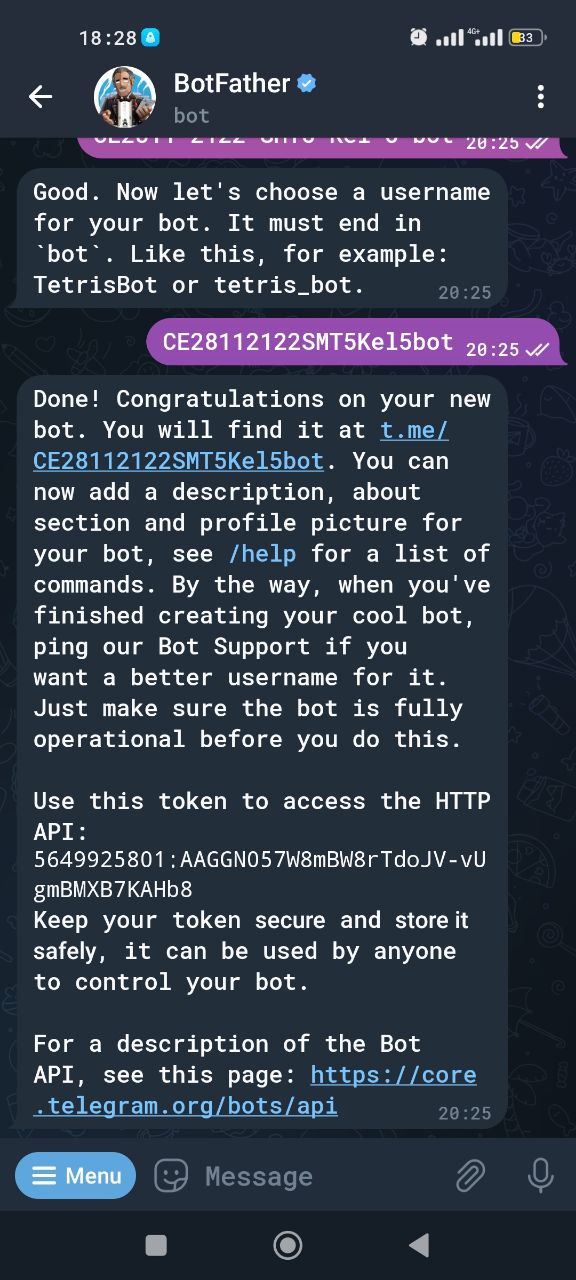 18:28
4G+
33
BotFather
bot
20:25
Good. Now let's choose a username
for your bot. It must end in
`bot`. Like this, for example:
TetrisBot or tetris_bot.
20:25
CE28112122SMT5Kel5bot 20:25
Done! Congratulations on your new
bot. You will find it at t.me/
CE28112122SMT5Kel5bot. You can
now add a description, about
section and profile picture for
your bot, see /help for a list of
commands. By the way, when you've
finished creating your cool bot,
ping our Bot Support if you
want a better username for it.
Just make sure the bot is fully
operational before you do this.
Use this token to access the HTTP
API:
5649925801:AAGGNO57W8mBW8rTdoJV-vU
gmBMXB7KAHb8
Keep your token secure and store it
safely, it can be used by anyone
to control your bot.
For a description of the Bot
API, see this page: https://core
.telegram.org/bots/api
20:25
Menu
Message